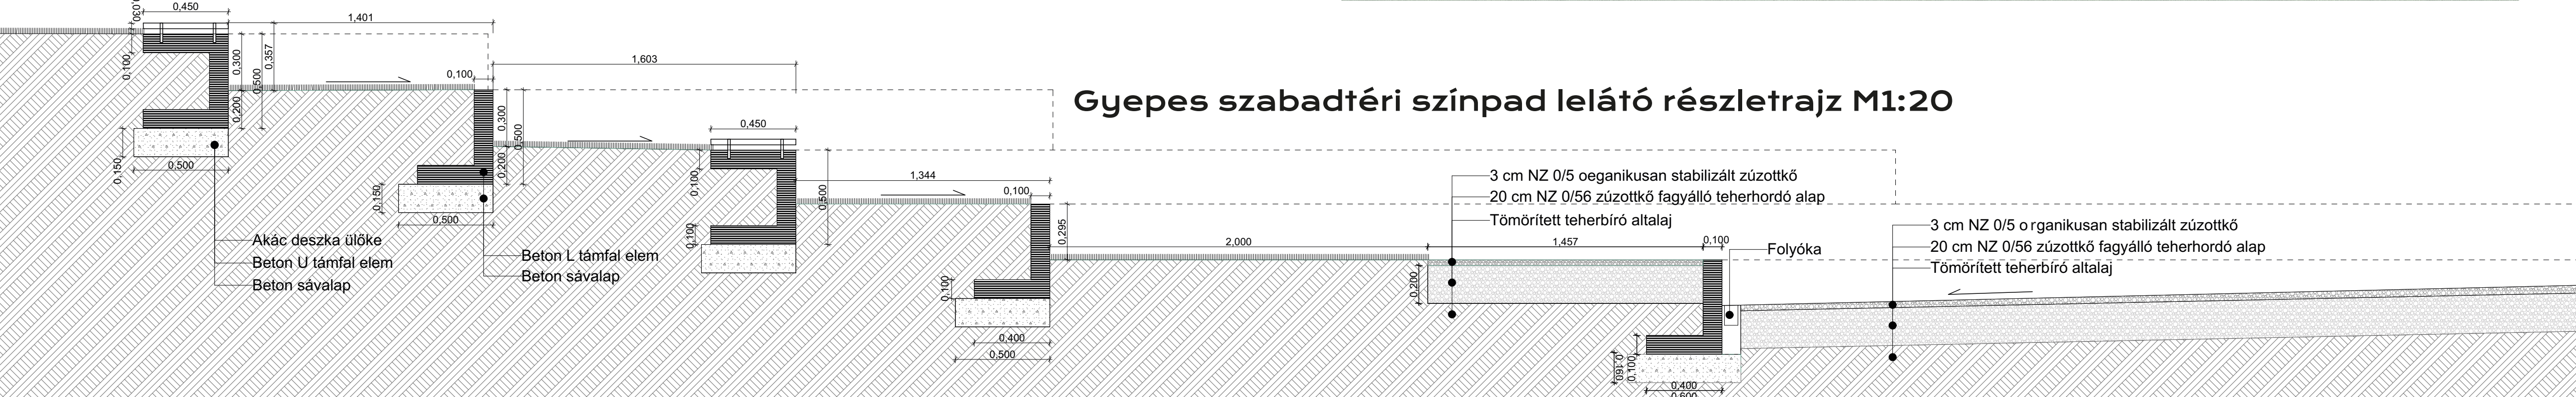 0,450
0,030
1,401
0,100
0,300
0,357
0,500
0,200
0,100
0,150
0,500
Akác deszka ülőke
Beton U támfal elem
Beton sávalap
1,603
0,300
0,500
0,200
0,150
0,500
Beton L támfal elem
Beton sávalap
0,450
0,100
0,500
0,100
Gyepes szabadtéri színpad lelátó részletrajz M1:20
1,344
0,100
0,295
0,100
0,400
0,500
2,000
3 cm NZ 0/5 oeganikusan stabilizált zúzottkő
20 cm NZ 0/56 zúzottkő fagyálló teherhordó alap
Tömörített teherbíró altalaj
1,457
0,100
0,200
Folyóka
0,160
0,100
0,400
0,600
3 cm NZ 0/5 o rganikusan stabilizált zúzottkő
20 cm NZ 0/56 zúzottkő fagyálló teherhordó alap
Tömörített teherbíró altalaj